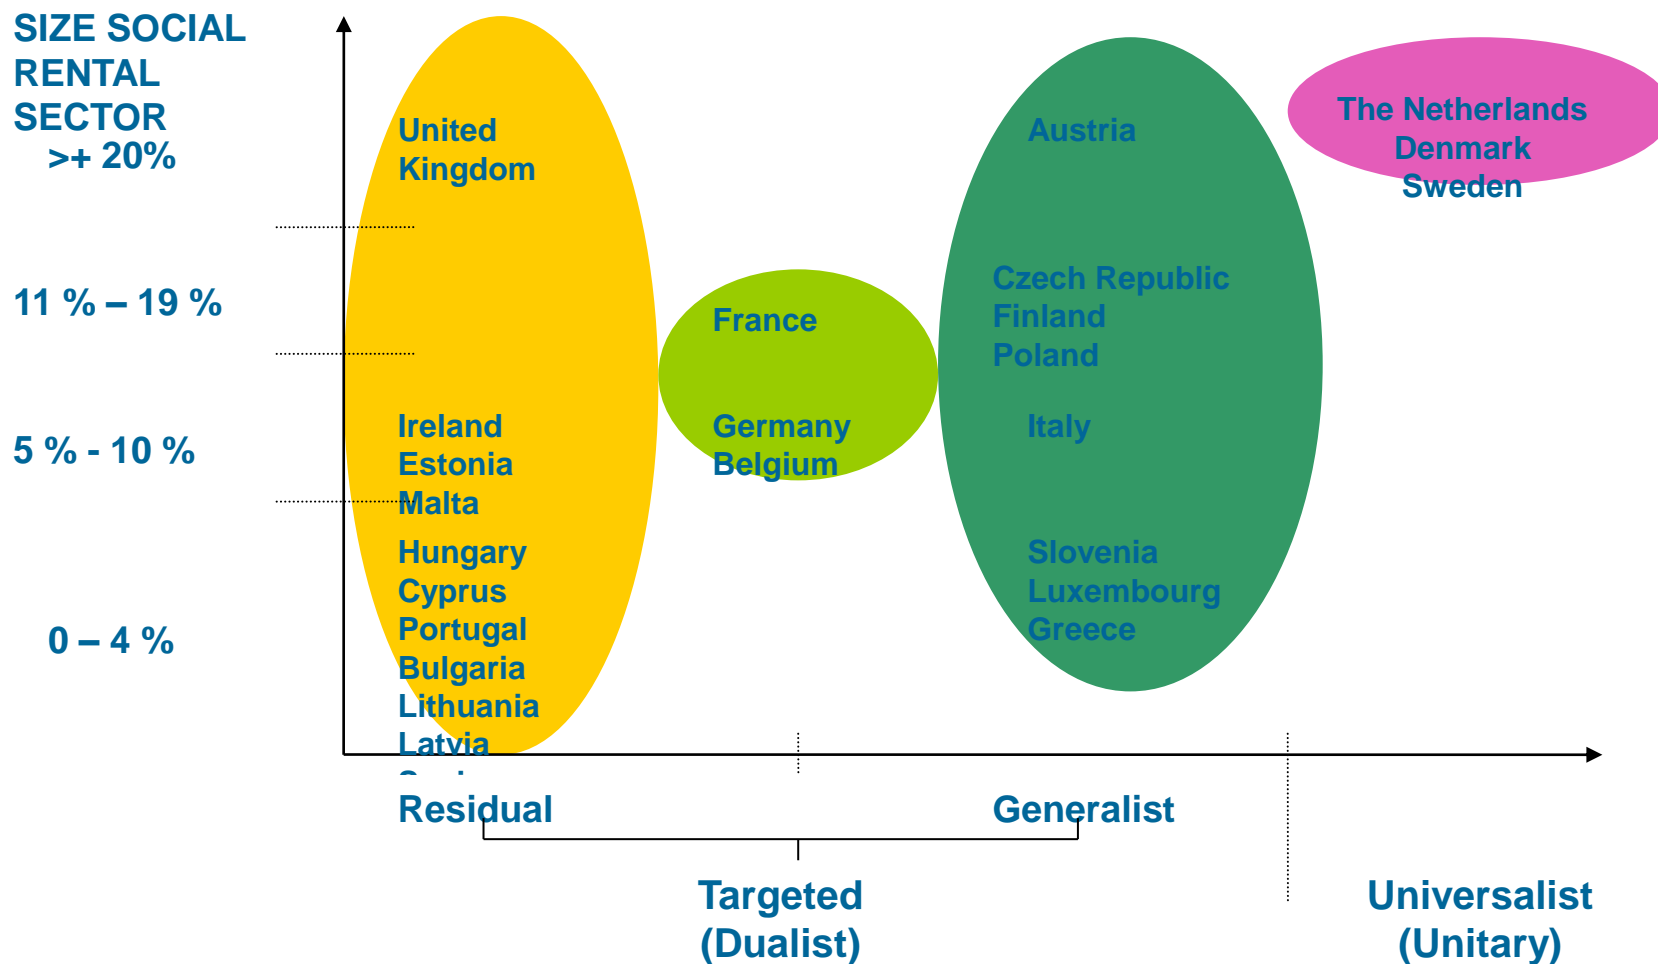 SIZE SOCIAL
RENTAL
SECTOR
>+ 20%
11 % – 19 %
5 % - 10 %
0 – 4 %
United
Kingdom
Ireland
Estonia
Malta
Hungary
Cyprus
Portugal
Bulgaria
Lithuania
Latvia
France
Germany
Belgium
Austria
Czech Republic
Finland
Poland
Italy
Slovenia
Luxembourg
Greece
The Netherlands
Denmark
Sweden
Residual
Generalist
Targeted
(Dualist)
Universalist
(Unitary)